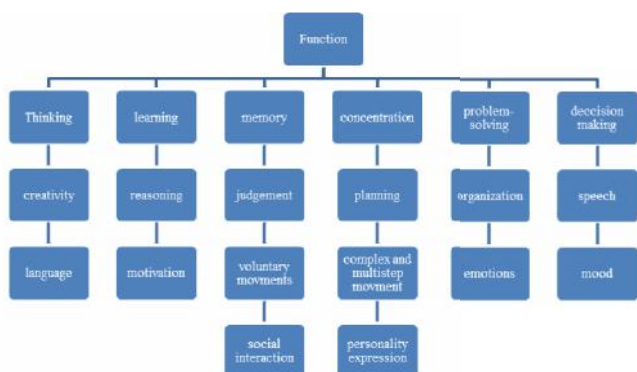 Function
Thinking
learning
memory
concentration
problem-
solving
deccision
making
creativity
reasoning
judgement
planning
organization
speech
language
motivation
voluntary
movments
complex and
multistep
movment
emotions
mood
social
interaction
personality
expression